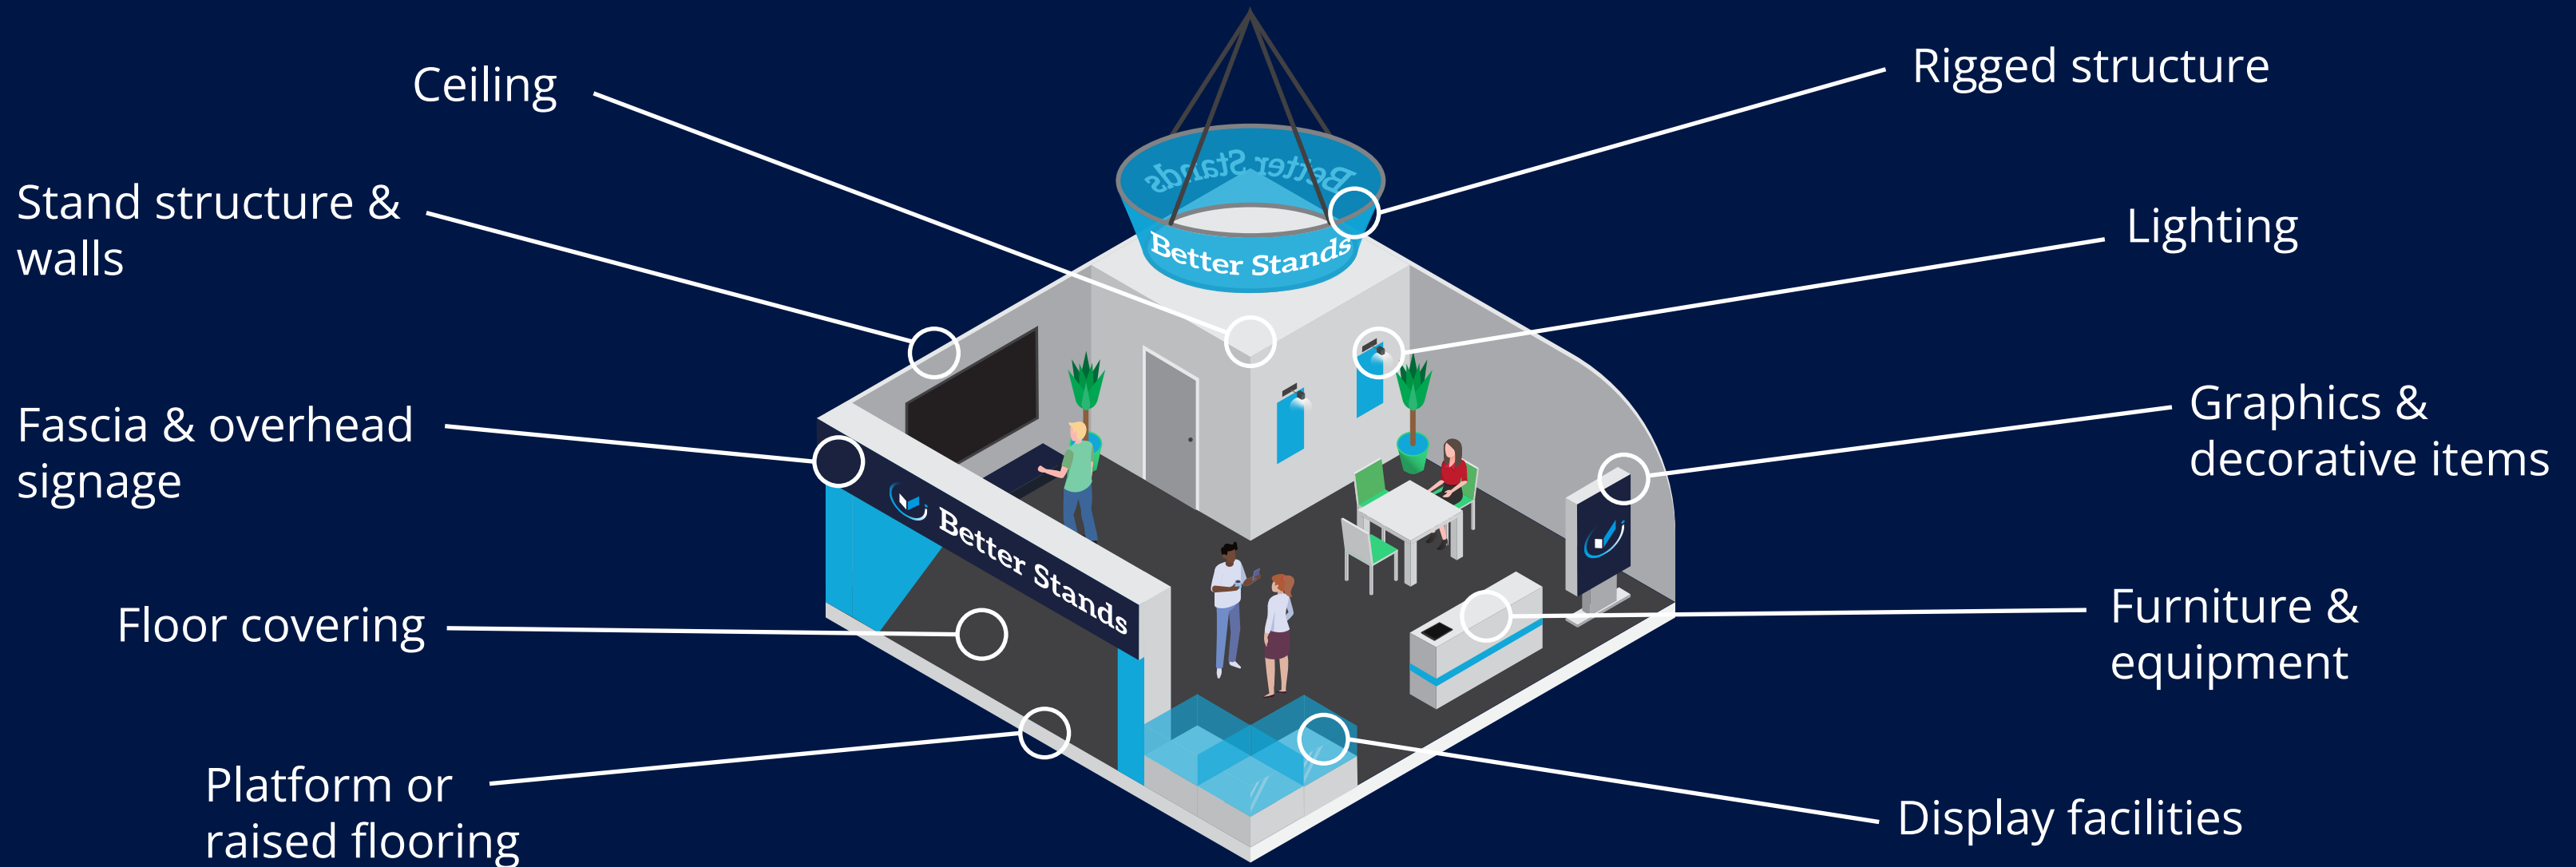 Ceiling
Stand structure &
walls
Fascia & overhead
signage
Floor covering
Platform or
raised flooring
Better Stands
Better Stands
Better Stands
Rigged structure
Lighting
Graphics &
decorative items
Furniture &
equipment
Display facilities